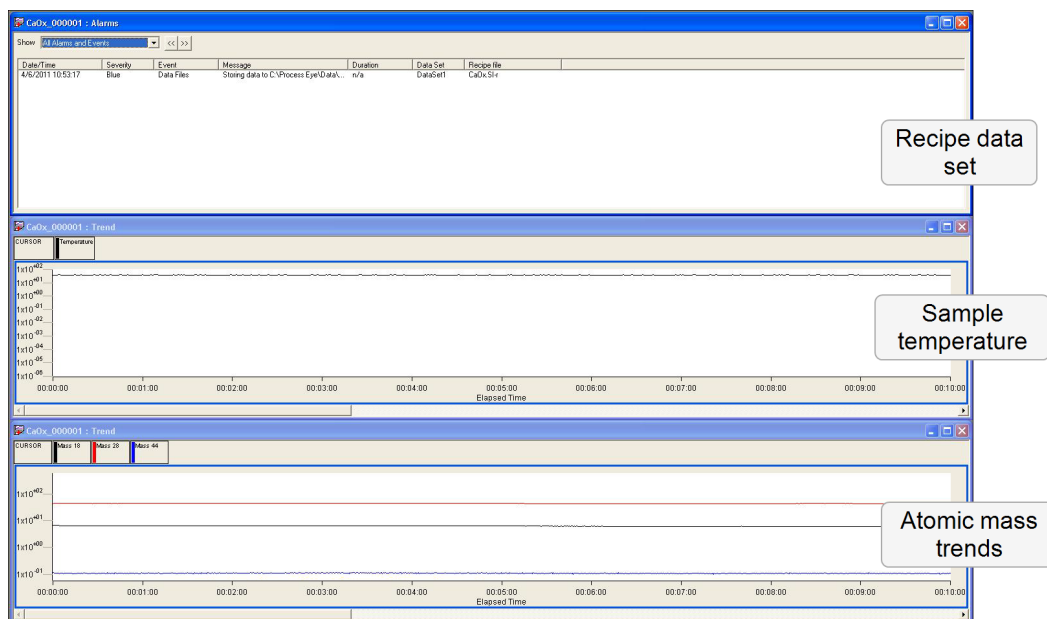 CaOx_000001 : Alarms
Show All Alarms and Events << >>
Date/Time Severity Event Message Duration Data Set Recipe file
4/6/2011 10:53:17 Blue Data Files Storing data to C:\Process Eye\Data\... n/a DataSet1 CaOx.SI-r
Recipe data
set
CaOx_000001 : Trend
CURSOR Temperature
1x10+02
1x10+01
1x10+00
1x10-01
1x10-02
1x10-03
1x10-04
1x10-05
1x10-06
00:00:00 00:01:00 00:02:00 00:03:00 00:04:00 00:05:00 00:06:00 00:07:00 00:08:00 00:09:00 00:10:00
Elapsed Time
Sample
temperature
CaOx_000001 : Trend
CURSOR Mass 18 Mass 28 Mass 44
1x10+02
1x10+01
1x10+00
1x10-01
00:00:00 00:01:00 00:02:00 00:03:00 00:04:00 00:05:00 00:06:00 00:07:00 00:08:00 00:09:00 00:10:00
Elapsed Time
Atomic mass
trends